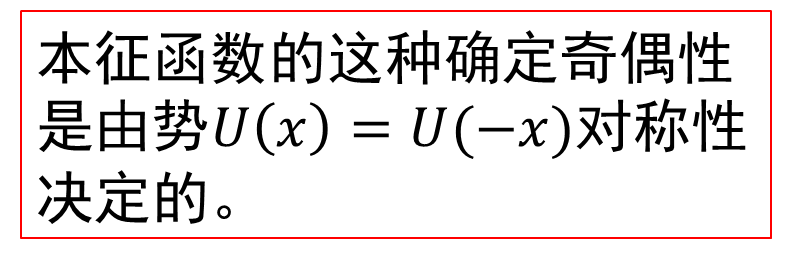 本征函数的这种确定奇偶性
是由势U(x) = U(−x)对称性
决定的。